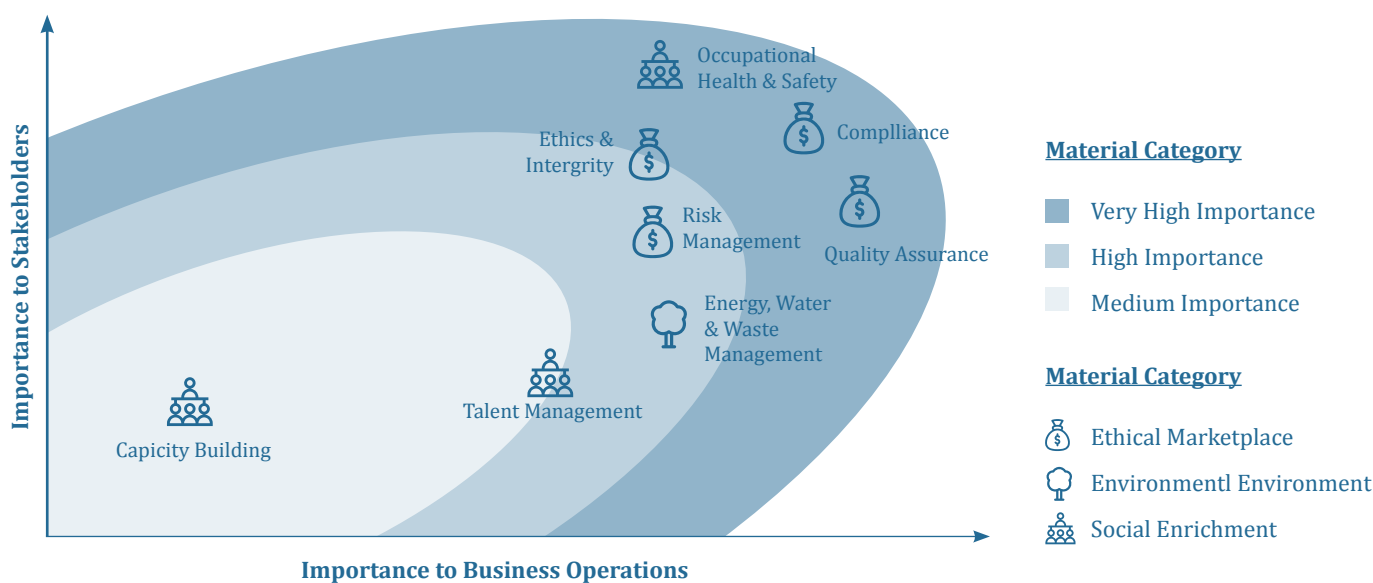 Importance to Stakeholders
Occupational
Health & Safety
Complliance
Ethics &
Intergrity
Risk
Management
Quality Assurance
Energy, Water
& Waste
Management
Talent Management
Capicity Building
Importance to Business Operations
Material Category
Very High Importance
High Importance
Medium Importance
Material Category
Ethical Marketplace
Environmentl Environment
Social Enrichment